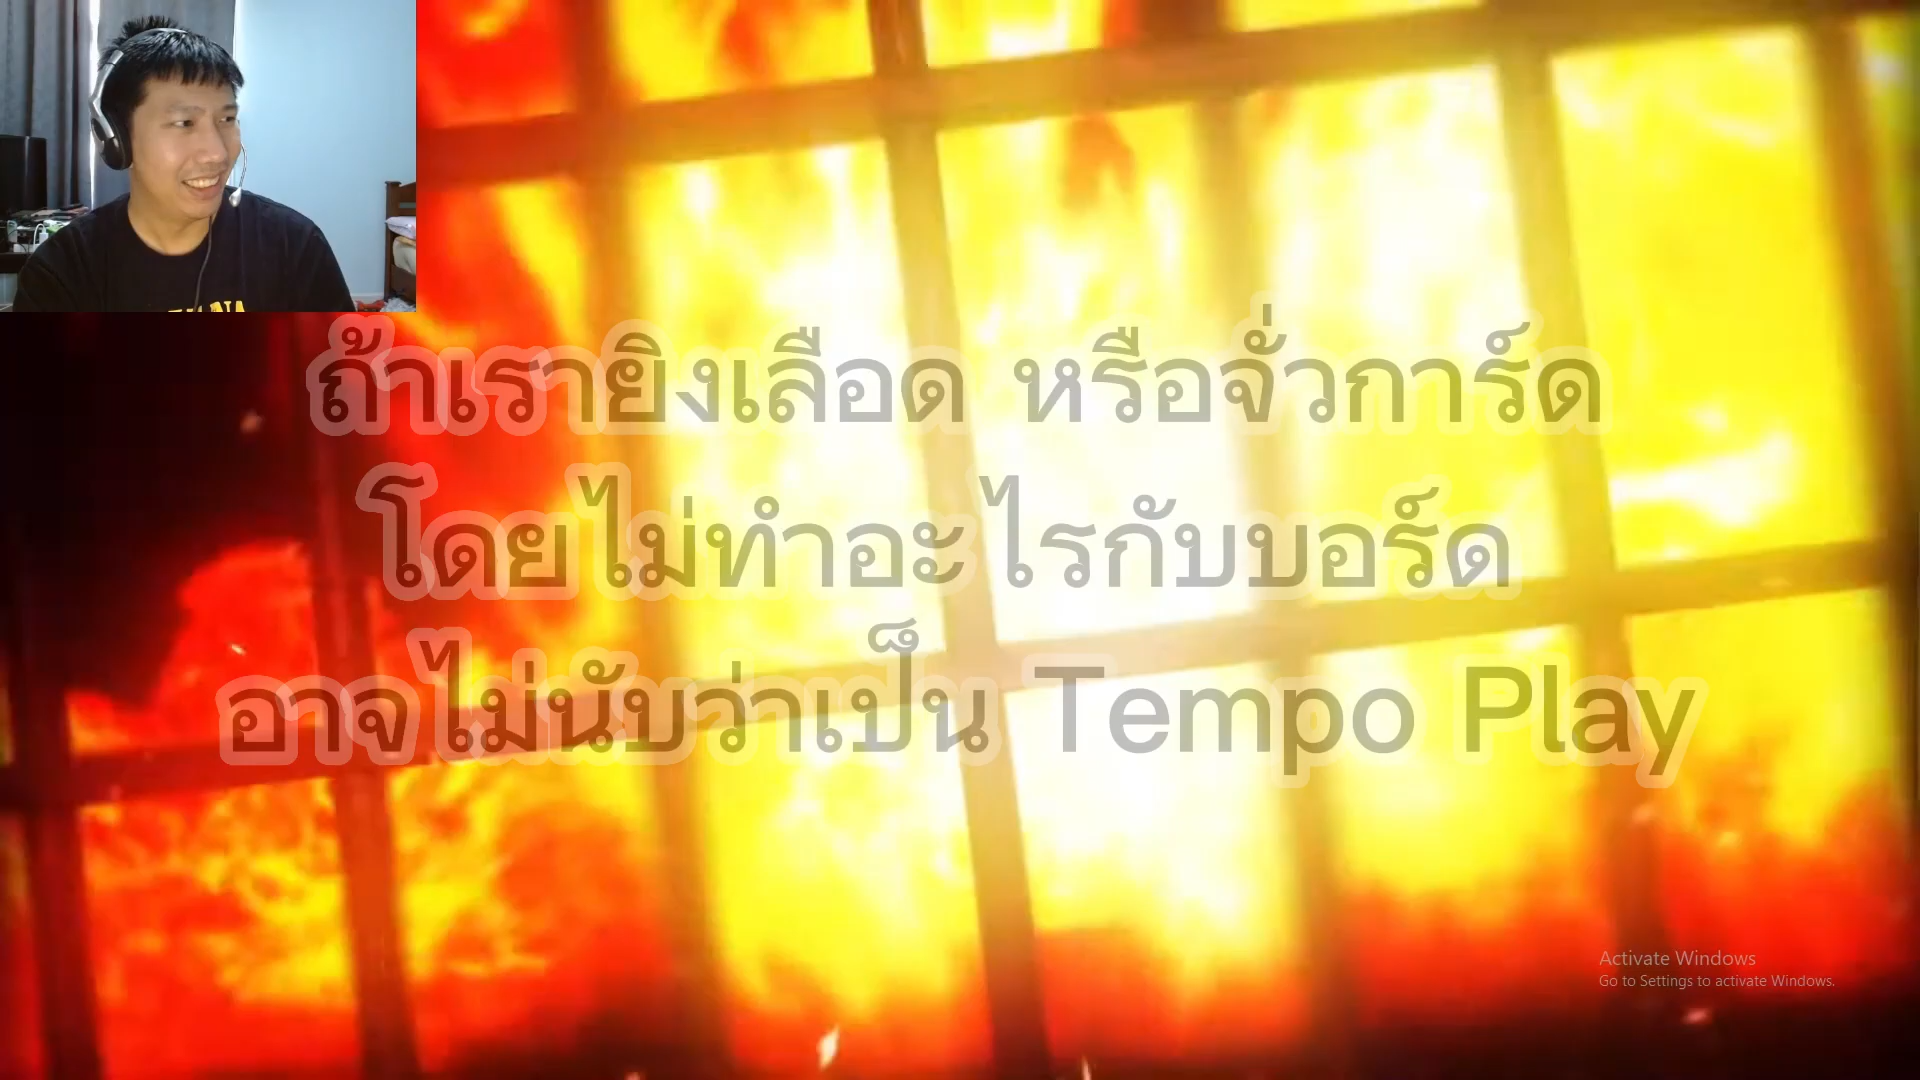 ถ้าเรายิงเลือด หรือจั่วการ์ด
โดยไม่ทำอะไรกับบอร์ด
อาจไม่นับว่าเป็น Tempo Play
Activate Windows
Go to Settings to activate Windows.